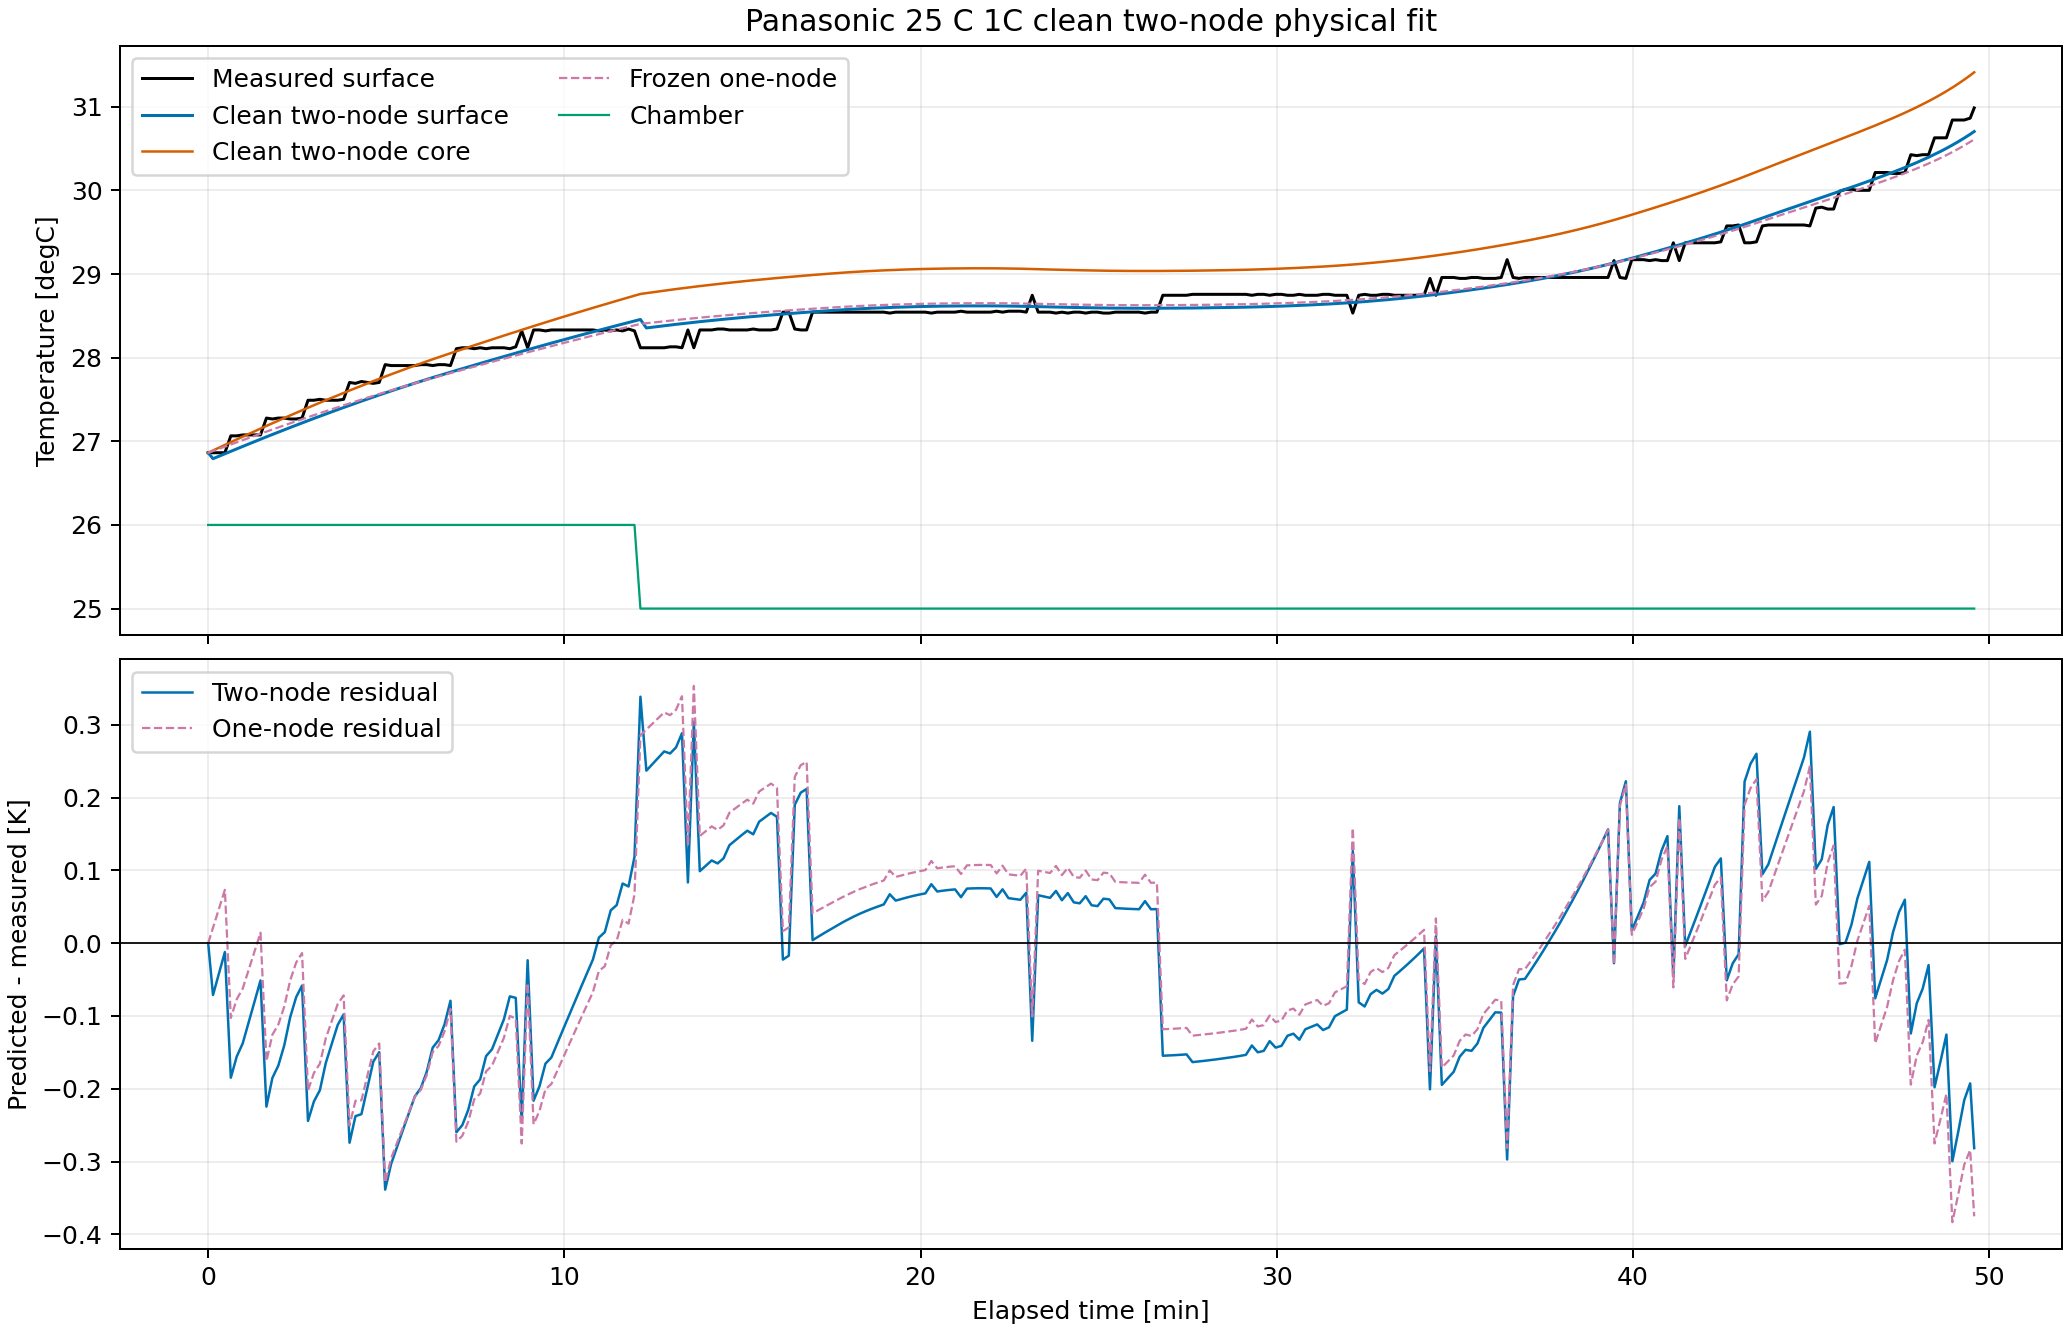 Panasonic 25 C 1C clean two-node physical fit
Measured surface
Clean two-node surface
Clean two-node core
Frozen one-node
Chamber
Temperature [degC]
31
30
29
28
27
26
25
Two-node residual
One-node residual
Predicted - measured [K]
0.3
0.2
0.1
0.0
−0.1
−0.2
−0.3
−0.4
0 10 20 30 40 50
Elapsed time [min]